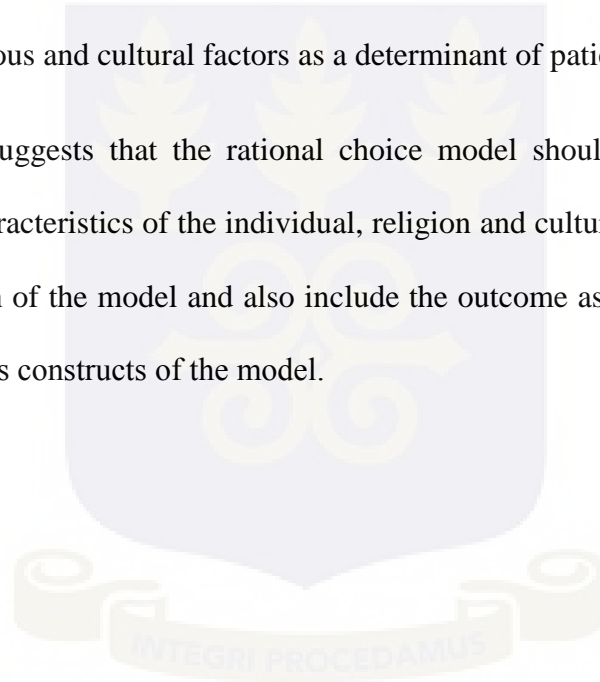 ous and cultural factors as a determinant of patie
uggests that the rational choice model shoul
racteristics of the individual, religion and cultur
of the model and also include the outcome as
s constructs of the model.
INTEGRI PROCEDAMUS